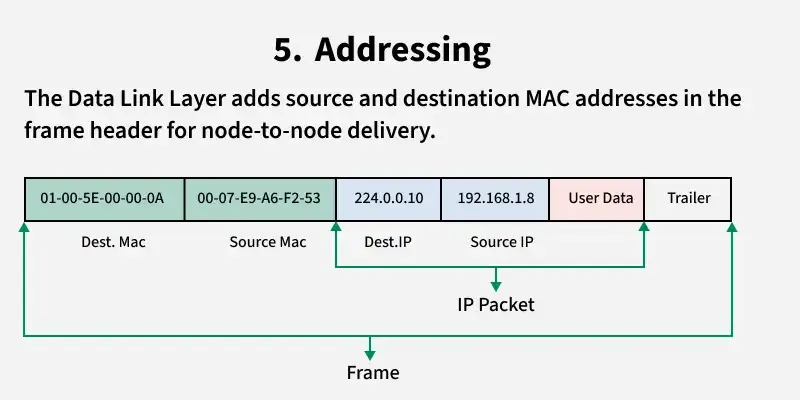 5. Addressing
The Data Link Layer adds source and destination MAC addresses in the
frame header for node-to-node delivery.
01-00-5E-00-00-0A 00-07-E9-A6-F2-53 224.0.0.10 192.168.1.8 User Data Trailer
Dest. Mac Source Mac Dest.IP Source IP
IP Packet
Frame